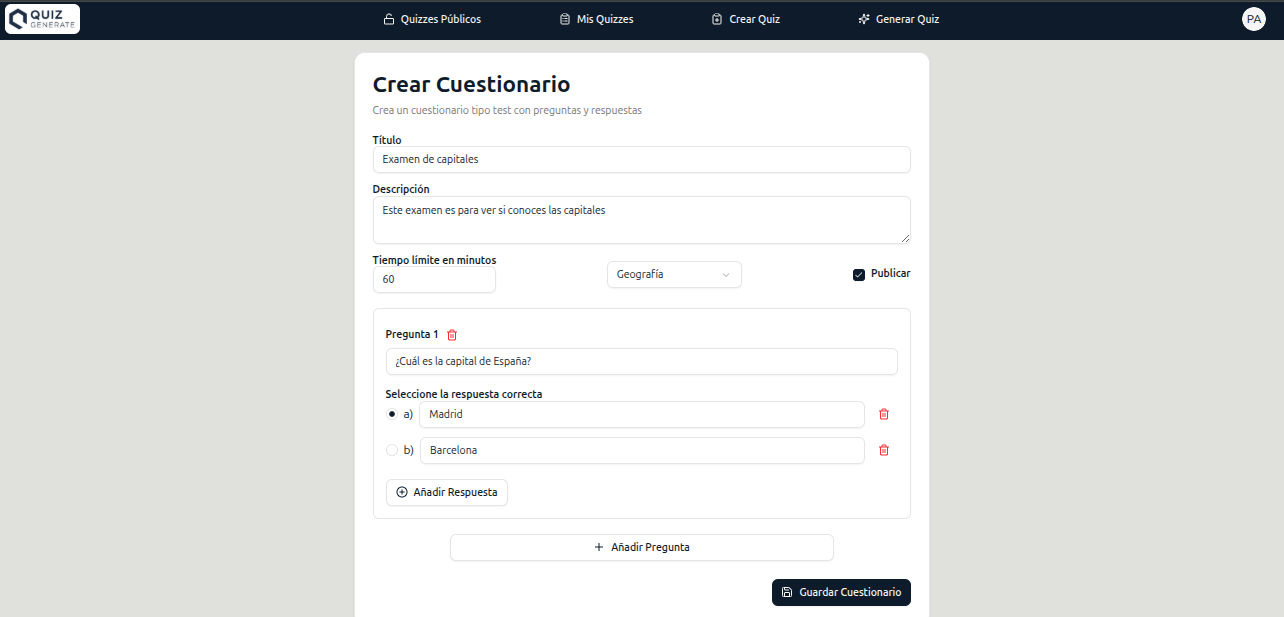 QUIZ
GENERATE
Quizzes Públicos
Mis Quizzes
Crear Quiz
Generar Quiz
PA
Crear Cuestionario
Crea un cuestionario tipo test con preguntas y respuestas
Título
Examen de capitales
Descripción
Este examen es para ver si conoces las capitales
Tiempo límite en minutos
60
Geografía
Publicar
Pregunta 1
¿Cuál es la capital de España?
Seleccione la respuesta correcta
a) Madrid
b) Barcelona
Añadir Respuesta
Añadir Pregunta
Guardar Cuestionario